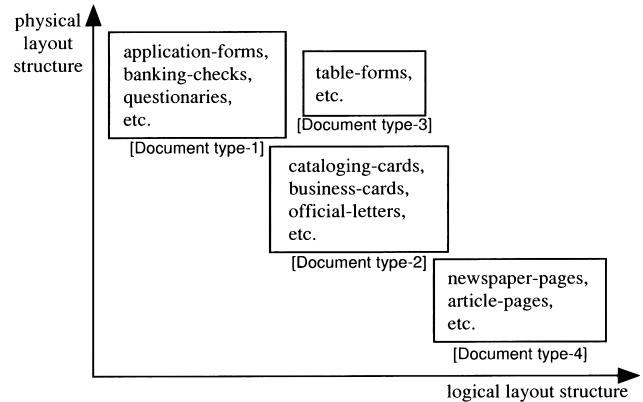 physical
layout
structure
application-forms,
banking-checks,
questionaries,
etc.
[Document type-1]
table-forms,
etc.
[Document type-3]
cataloging-cards,
business-cards,
official-letters,
etc.
[Document type-2]
newspaper-pages,
article-pages,
etc.
[Document type-4]
logical layout structure